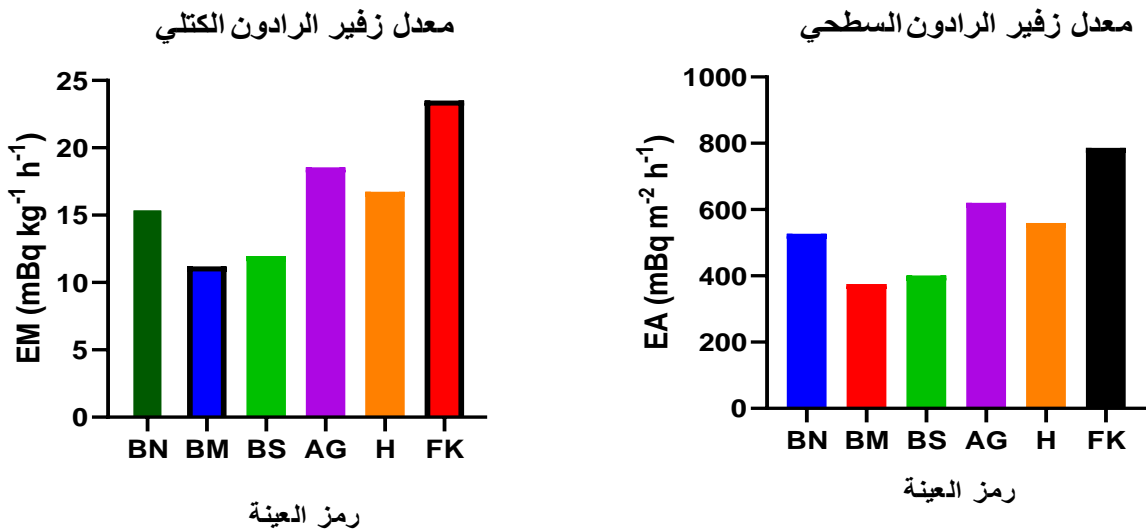 معدل زفير الرادون الكتلي
EM (mBq kg⁻¹ h⁻¹)
25
20
15
10
5
0
BN BM BS AG H FK
رمز العينة
معدل زفير الرادون السطحي
EA (mBq m⁻² h⁻¹)
1000
800
600
400
200
0
BN BM BS AG H FK
رمز العينة